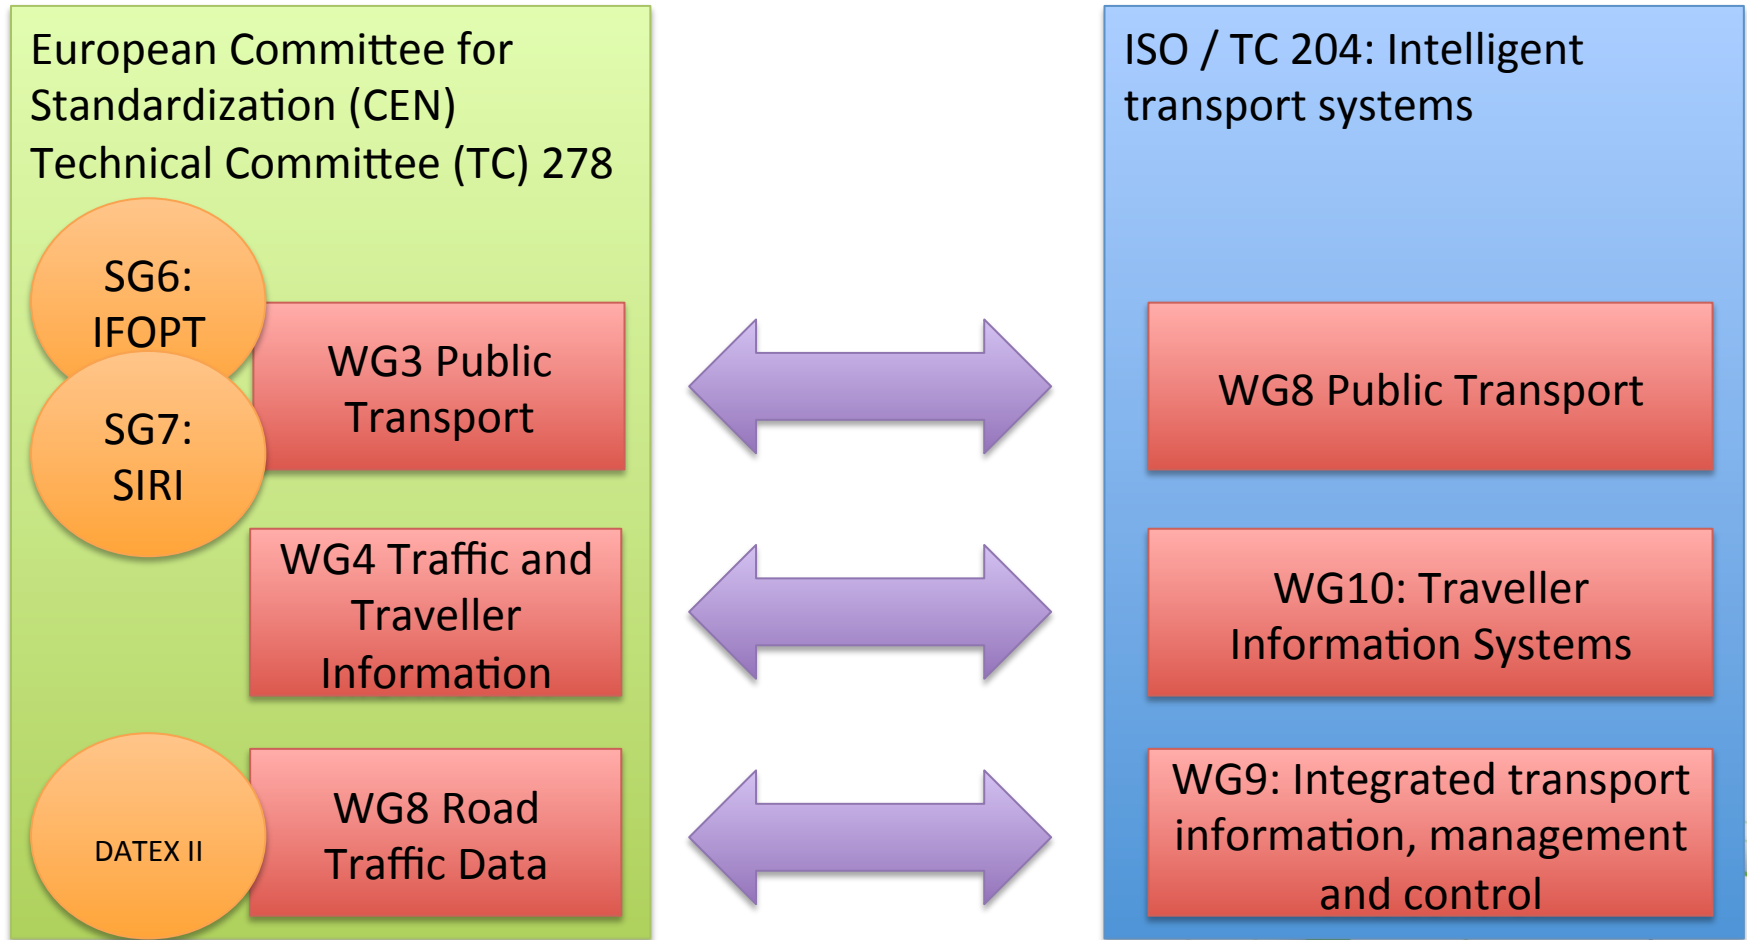 European Committee for
Standardization (CEN)
Technical Committee (TC) 278
SG6:
IFOPT
SG7:
SIRI
WG3 Public
Transport
WG4 Traffic and
Traveller
Information
DATEX II
WG8 Road
Traffic Data
ISO / TC 204: Intelligent
transport systems
WG8 Public Transport
WG10: Traveller
Information Systems
WG9: Integrated transport
information, management
and control